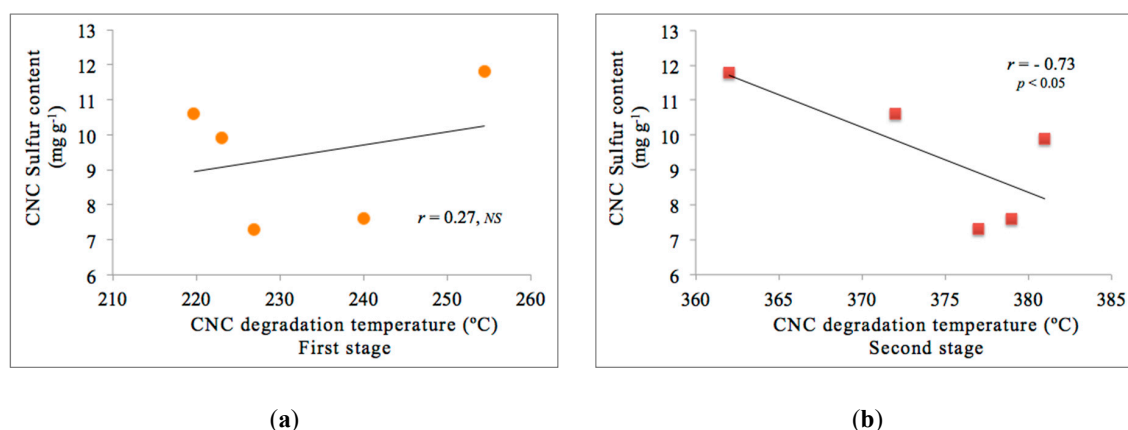 CNC Sulfur content
(mg g⁻¹)
13
12
11
10
9
8
7
6
r = 0.27, NS
210 220 230 240 250 260
CNC degradation temperature (ºC)
First stage
(a)
CNC Sulfur content
(mg g⁻¹)
13
12
11
10
9
8
7
6
r = - 0.73
p < 0.05
360 365 370 375 380 385
CNC degradation temperature (ºC)
Second stage
(b)